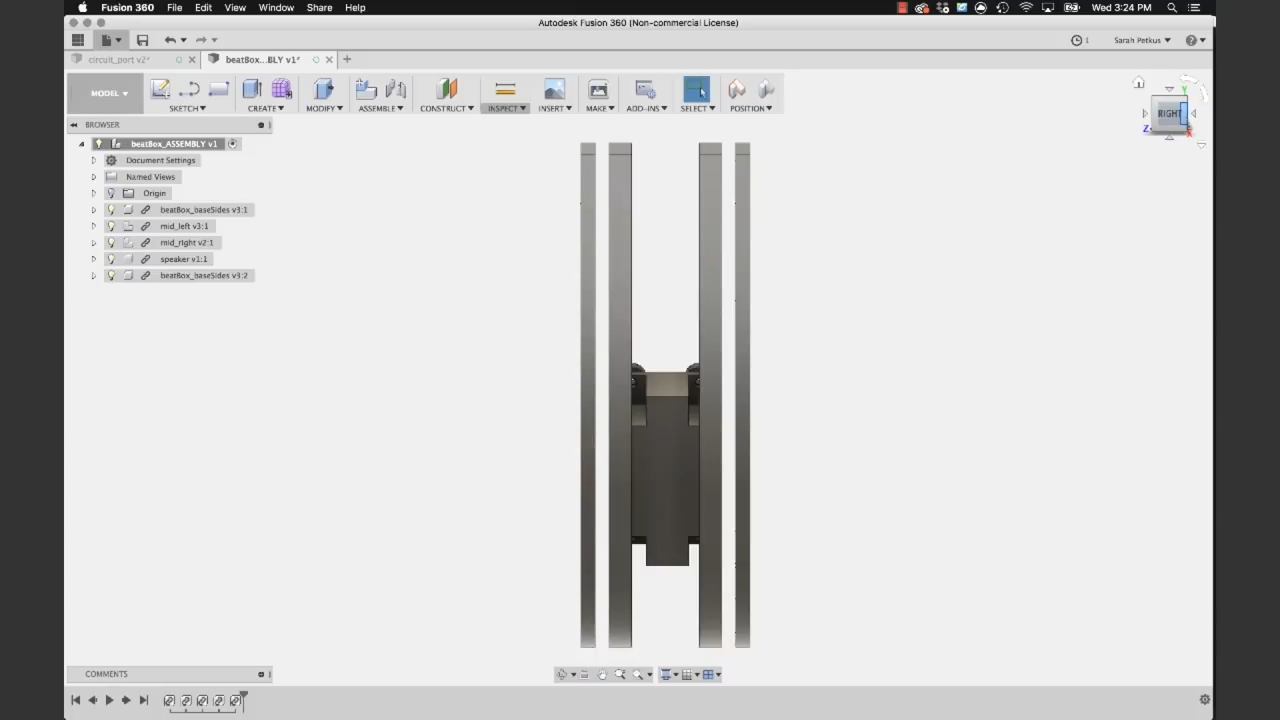 Fusion 360 File Edit View Window Share Help Wed 3:24 PM
Autodesk Fusion 360 (Non-commercial License)
1 Sarah Petkus
circuit_port v2* beatBox...BLY v1*
MODEL SKETCH CREATE MODIFY ASSEMBLE CONSTRUCT INSPECT INSERT MAKE ADD-INS SELECT POSITION
Y
RIGHT
Z X
BROWSER
beatBox_ASSEMBLY v1
Document Settings
Named Views
Origin
beatBox_baseSides v3:1
mid_left v3:1
mid_right v2:1
speaker v1:1
beatBox_baseSides v3:2
COMMENTS